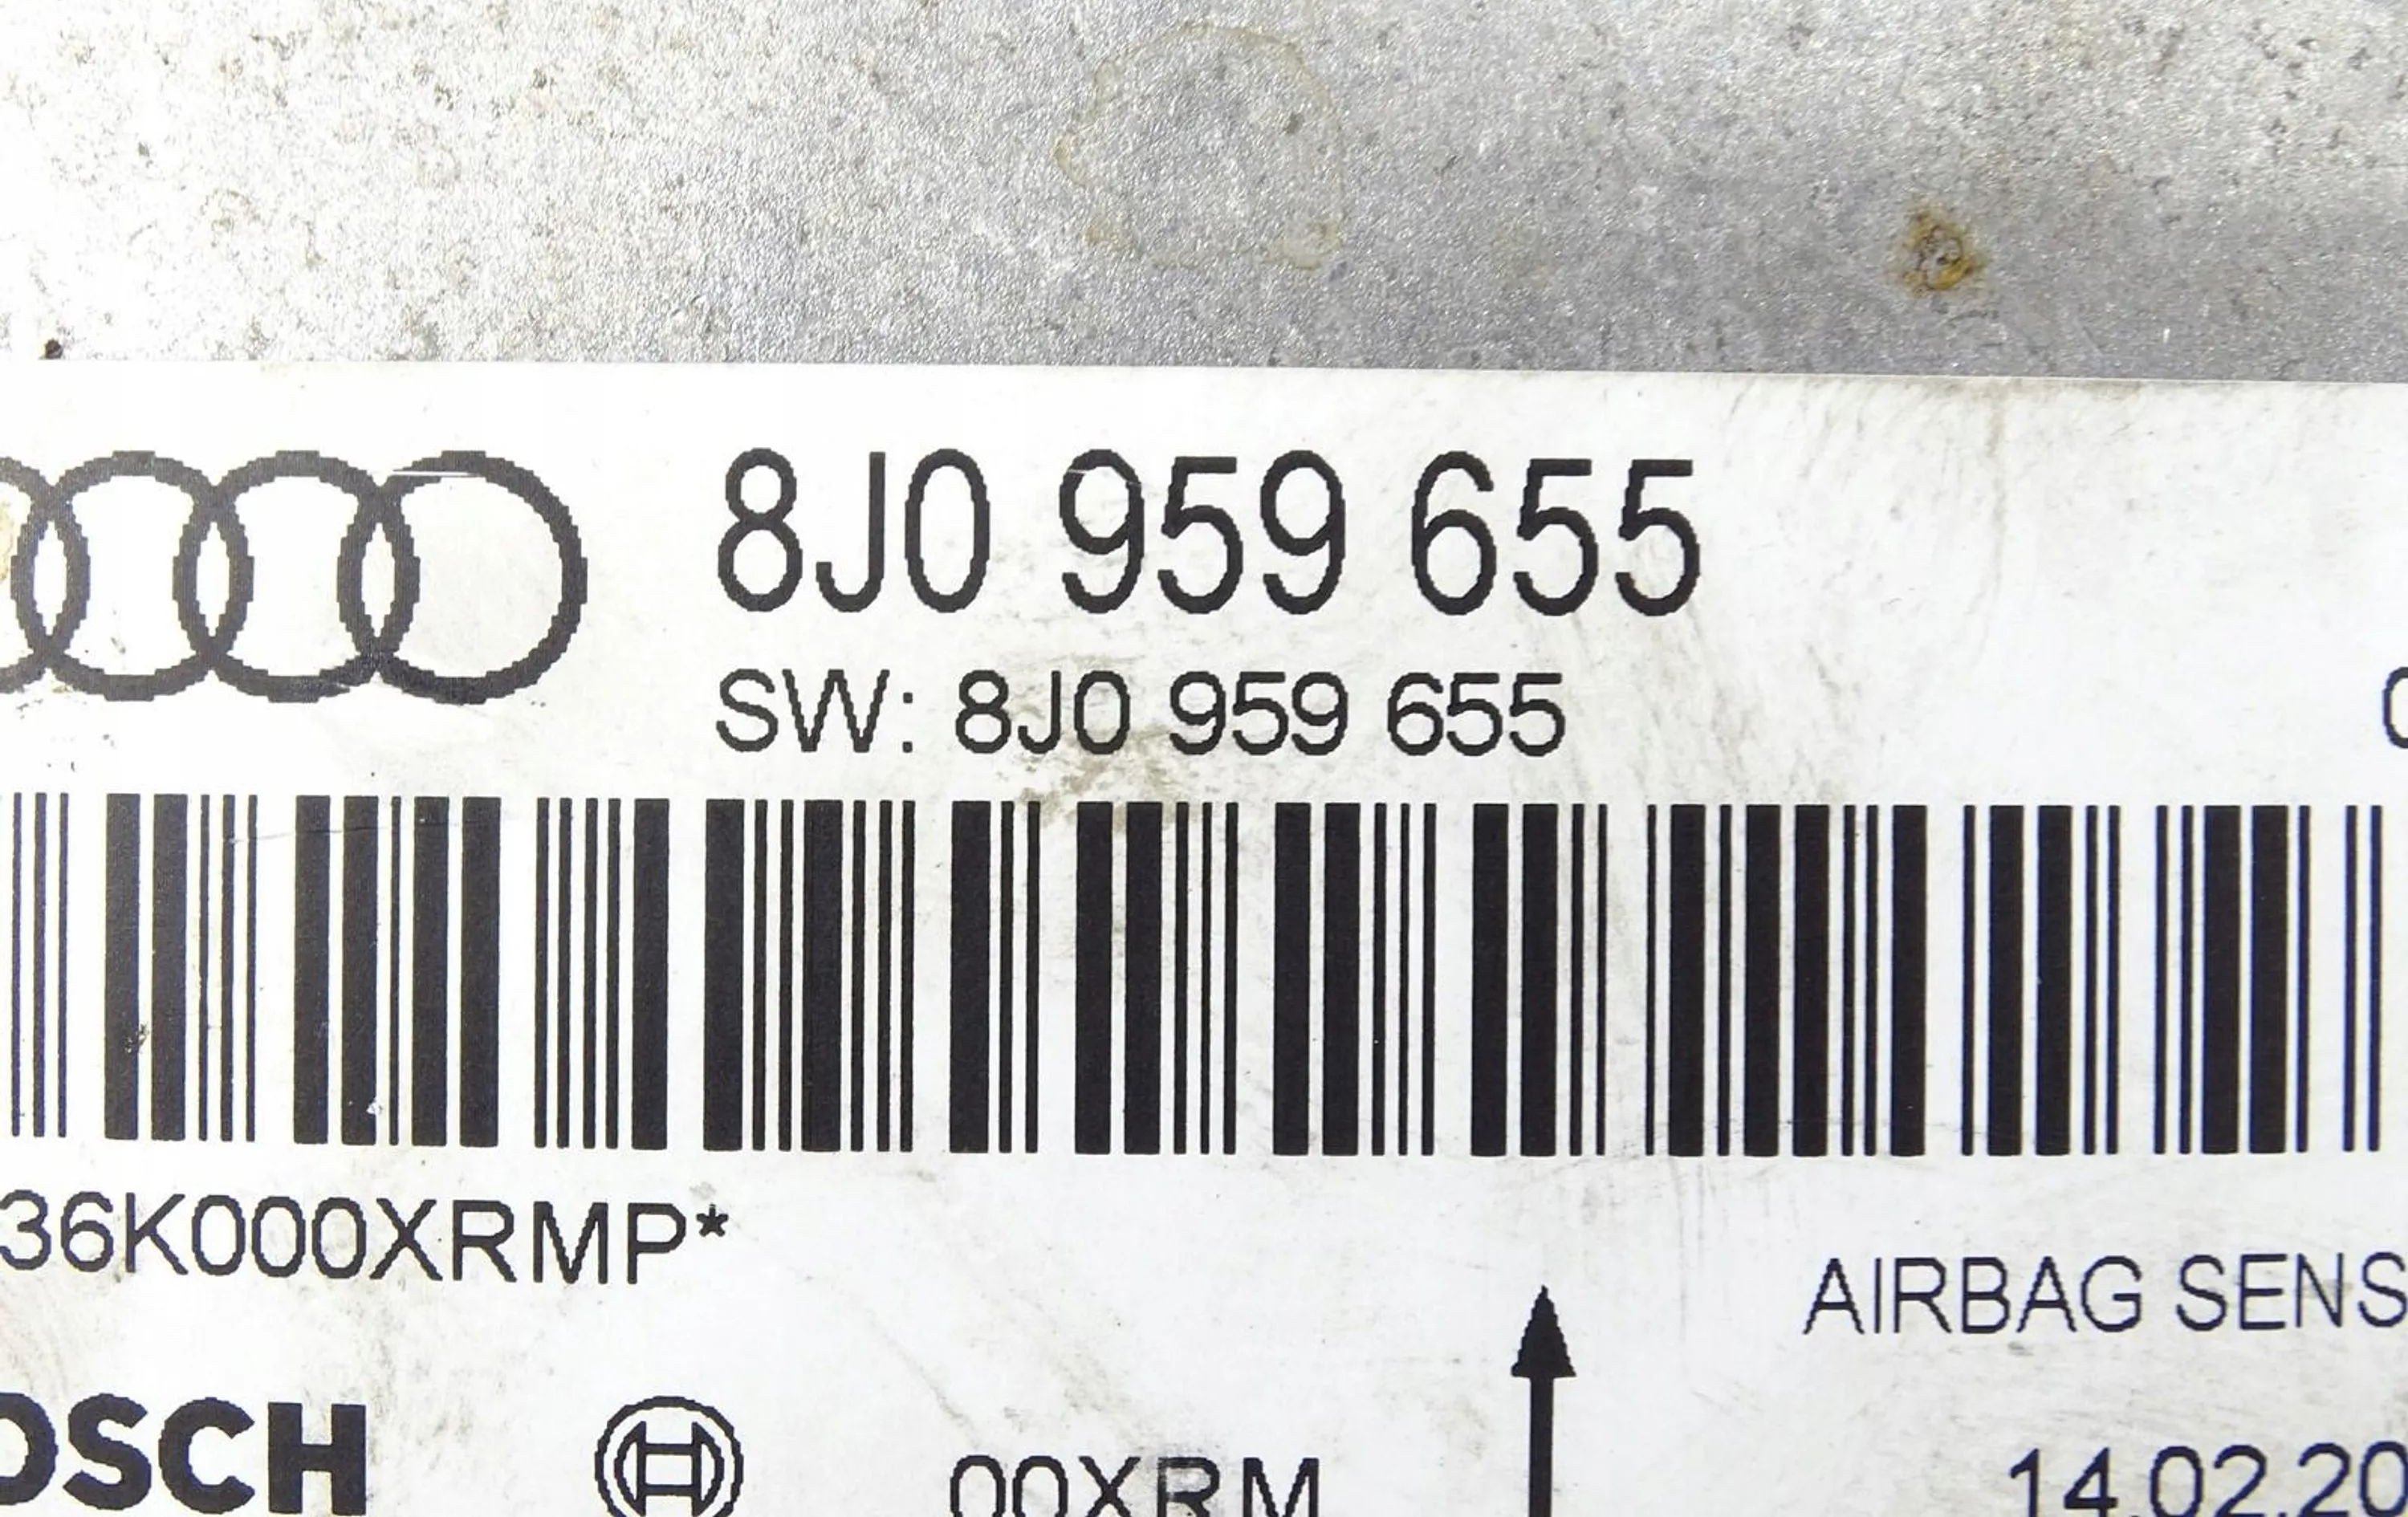 8J0 959 655
SW: 8J0 959 655
36K000XRMP*
AIRBAG SENS
OSCH
00XRM
14.02.20